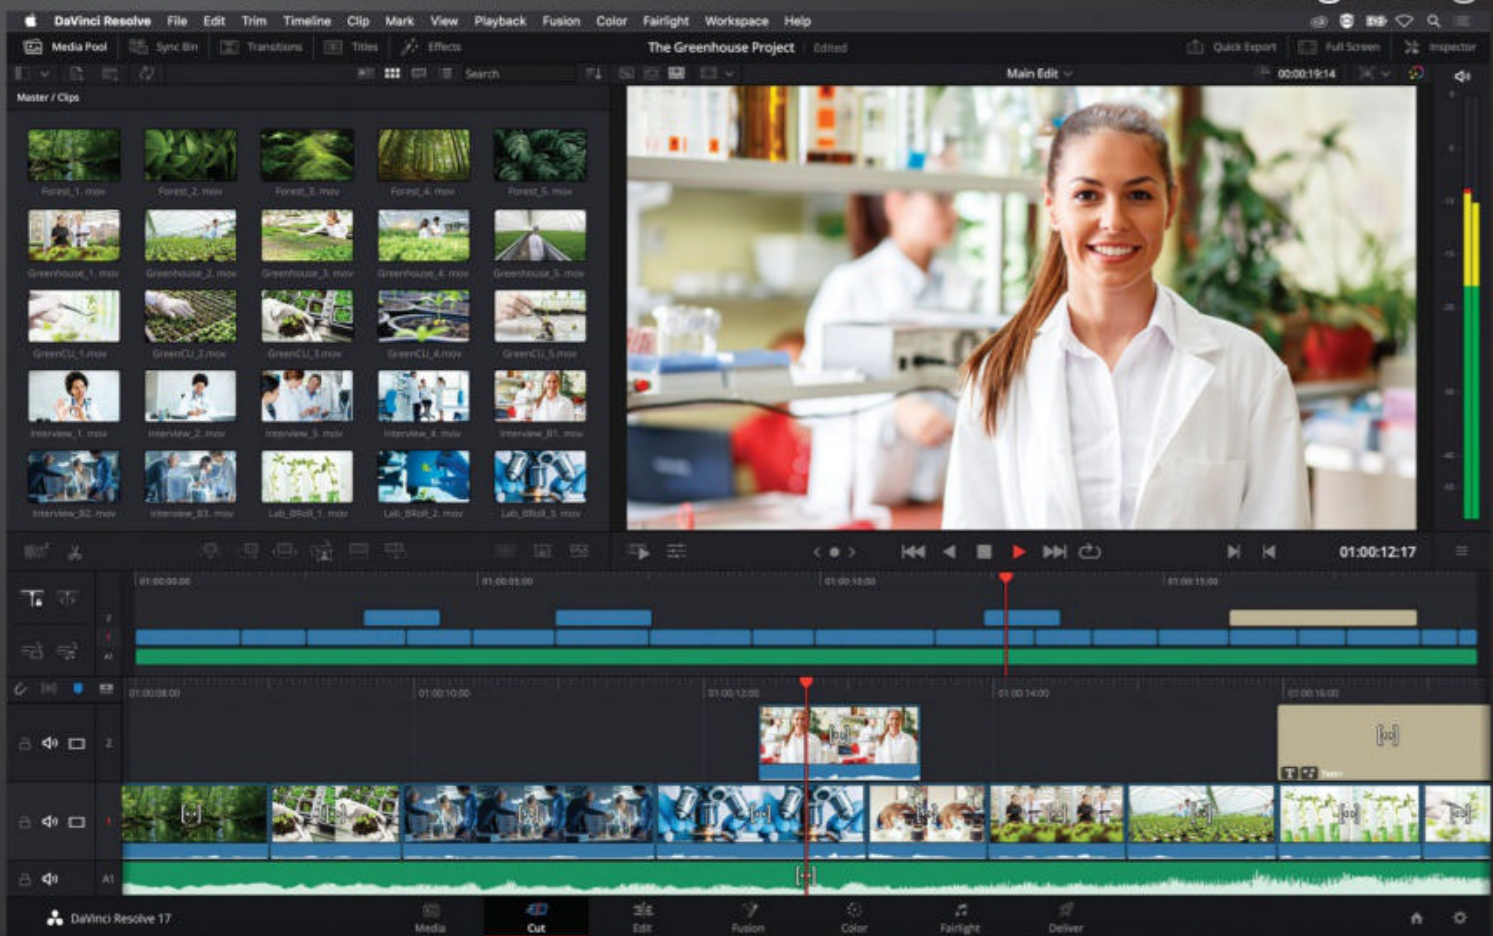 DaVinci Resolve File Edit Trim Timeline Clip Mark View Playback Fusion Color Fairlight Workspace Help
Media Pool Sync Bin Transitions Titles Effects The Greenhouse Project Edited Quick Export Full Screen Inspector
Search Main Edit 00:00:19:14
Master / Clips
Forest_1.mov Forest_2.mov Forest_3.mov Forest_4.mov Forest_5.mov
Greenhouse_1.mov Greenhouse_2.mov Greenhouse_3.mov Greenhouse_4.mov Greenhouse_5.mov
GreenCU_1.mov GreenCU_2.mov GreenCU_3.mov GreenCU_4.mov GreenCU_5.mov
Interview_1.mov Interview_2.mov Interview_3.mov Interview_4.mov Interview_B1.mov
Interview_B2.mov Interview_B3.mov Lab_BRoll_1.mov Lab_BRoll_2.mov Lab_BRoll_3.mov
01:00:12:17
01:00:00:00 01:00:05:00 01:00:10:00 01:00:15:00
2
1
A1
01:00:08:00 01:00:10:00 01:00:12:00 01:00:14:00 01:00:16:00
2
1
A1
DaVinci Resolve 17 Media Cut Edit Fusion Color Fairlight Deliver